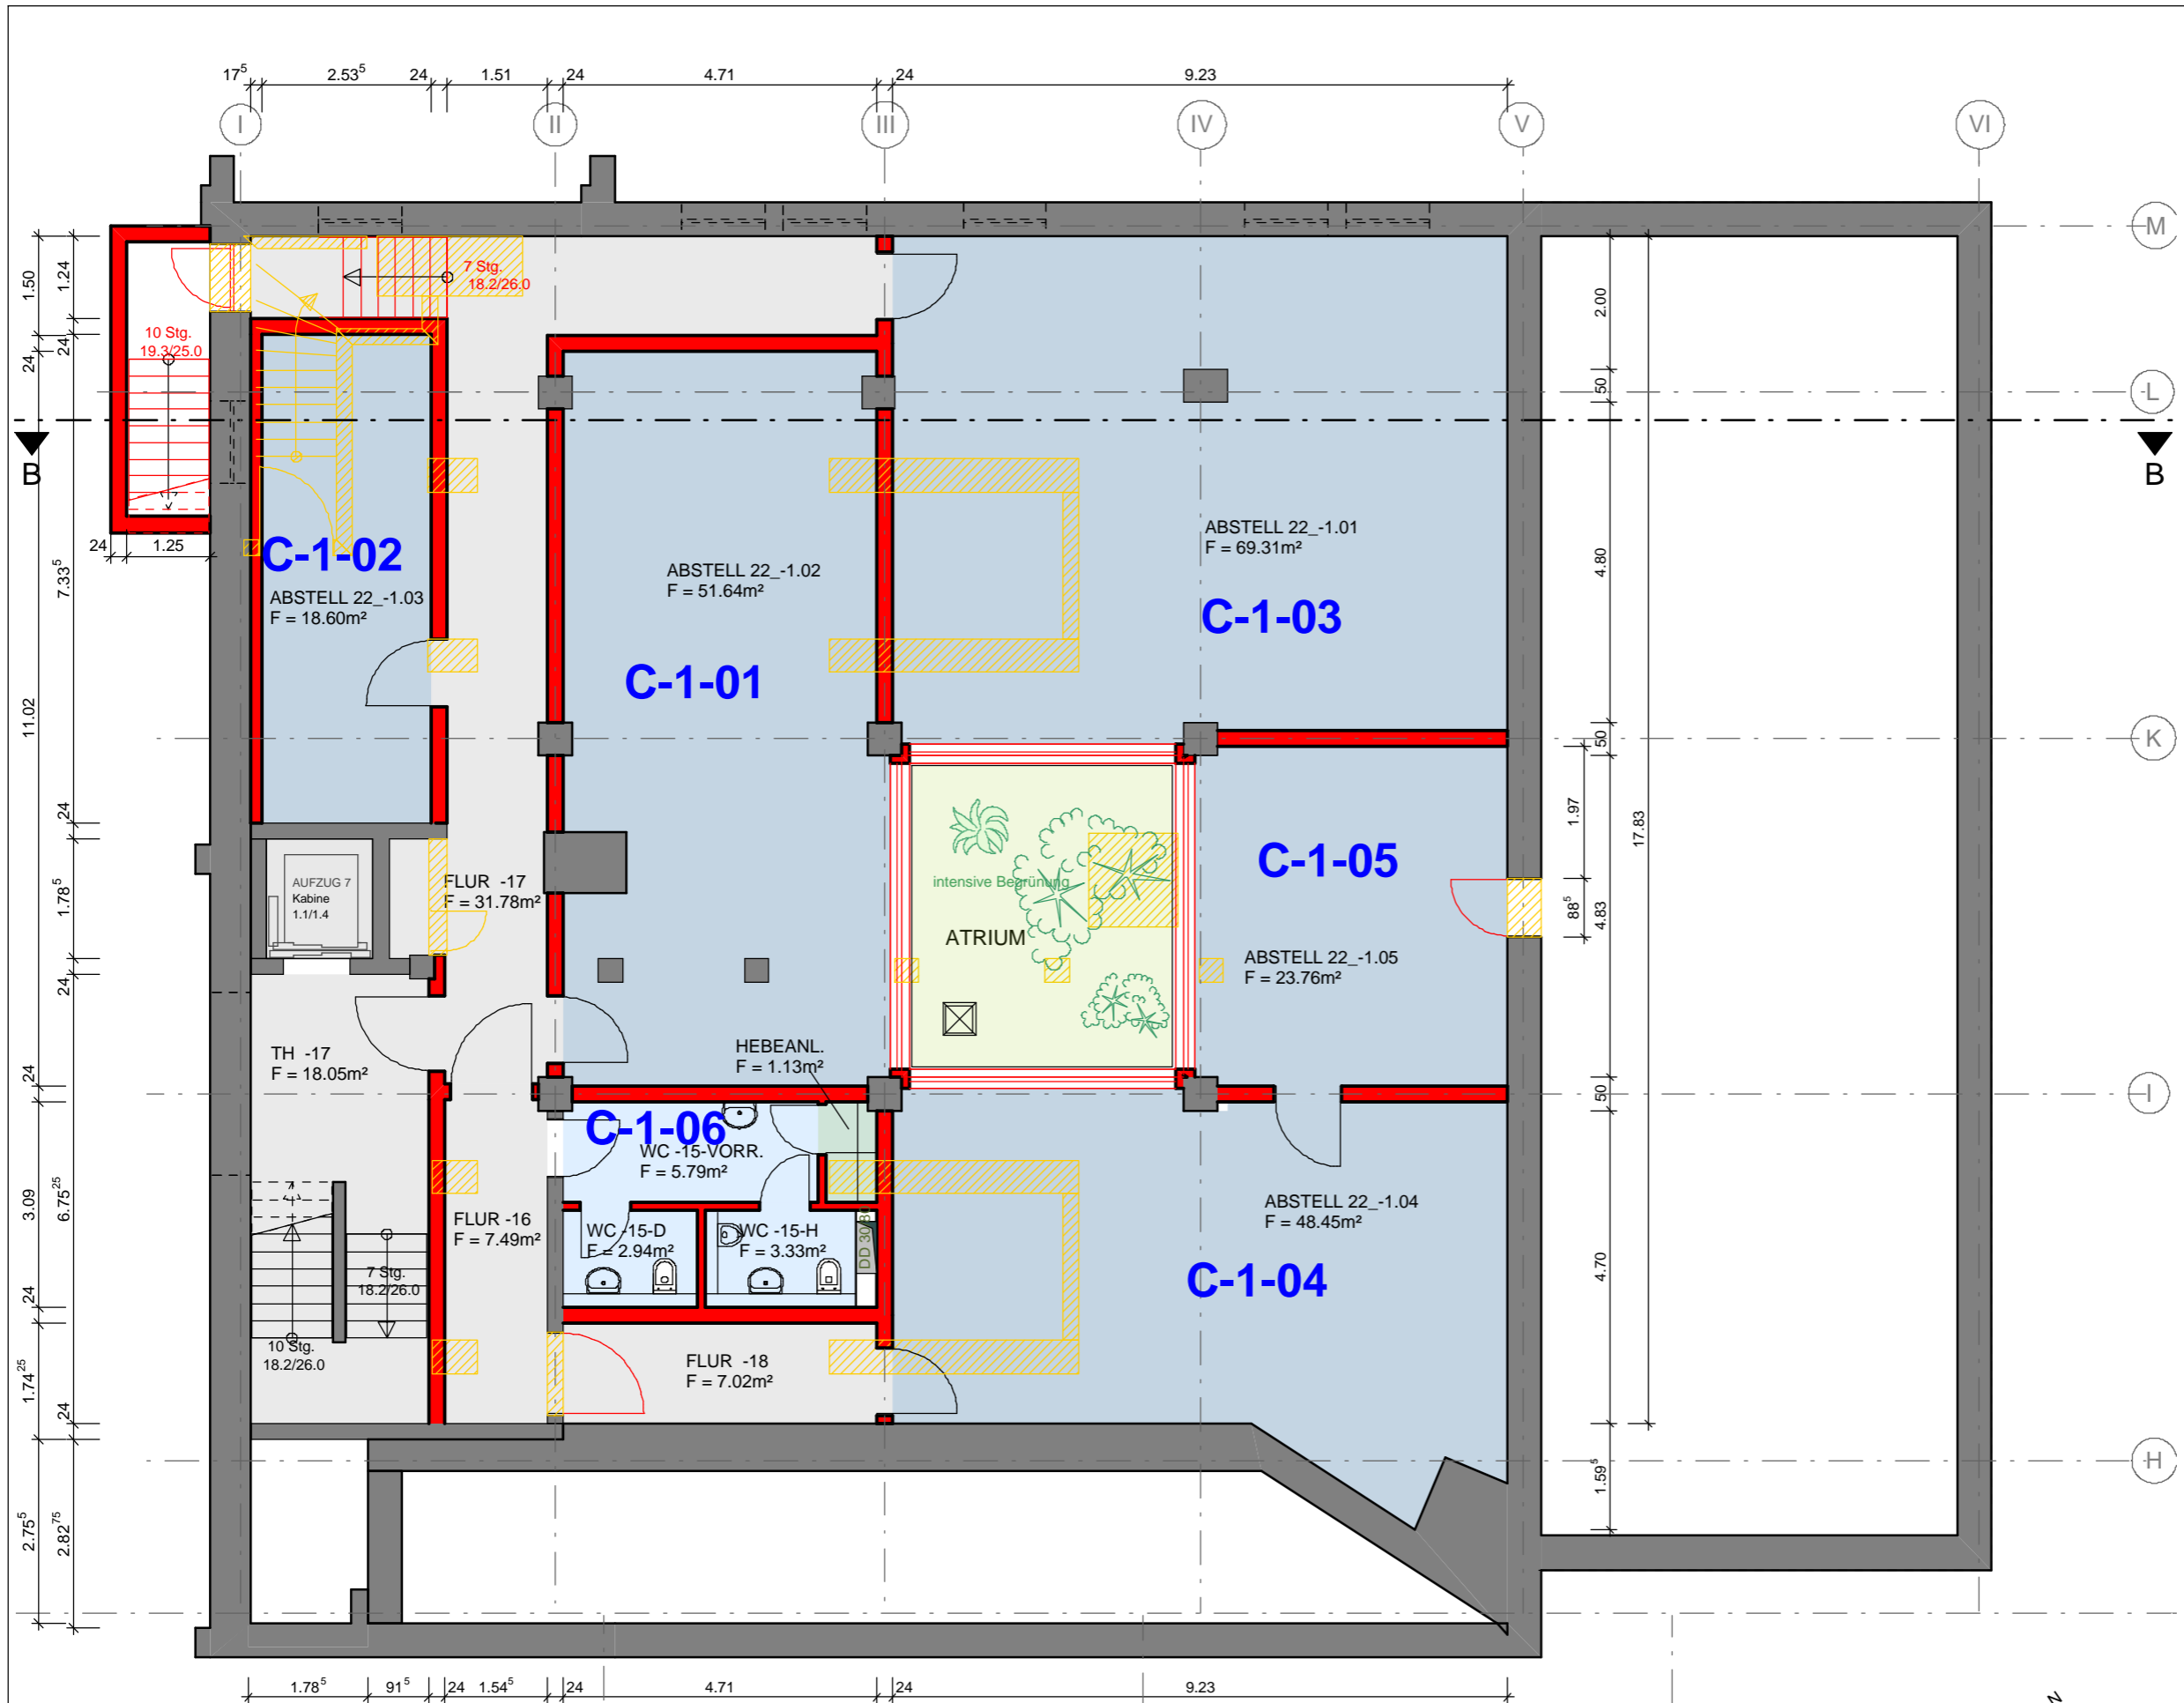 17⁵ 2.53⁵ 24 1.51 24 4.71 24 9.23
I II III IV V VI
M
7 Stg.
18.2/26.0
1.50 1.24 2.00
10 Stg.
19.3/25.0
24 24
50 L
B B
24 1.25
C-1-02
ABSTELL 22_-1.03
F = 18.60m²
7.33⁵
ABSTELL 22_-1.02
F = 51.64m²
C-1-01
ABSTELL 22_-1.01
F = 69.31m²
C-1-03
4.80
11.02
50 K
24
1.97
17.83
AUFZUG 7
Kabine
1.1/1.4
FLUR -17
F = 31.78m²
1.78⁵
intensive Begrünung
ATRIUM
C-1-05
88⁵ 4.83
ABSTELL 22_-1.05
F = 23.76m²
24
TH -17
F = 18.05m²
HEBEANL.
F = 1.13m²
24
50 I
C-1-06
WC -15-VORR.
F = 5.79m²
3.09 6.75²⁵
FLUR -16
F = 7.49m²
WC -15-D
F = 2.94m²
WC -15-H
F = 3.33m²
ABSTELL 22_-1.04
F = 48.45m²
C-1-04
4.70
7 Stg.
18.2/26.0
24
10 Stg.
18.2/26.0
FLUR -18
F = 7.02m²
1.74²⁵ 24
H
1.59⁵
2.75⁵ 2.82⁷⁵
1.78⁵ 91⁵ 24 1.54⁵ 24 4.71 24 9.23
N